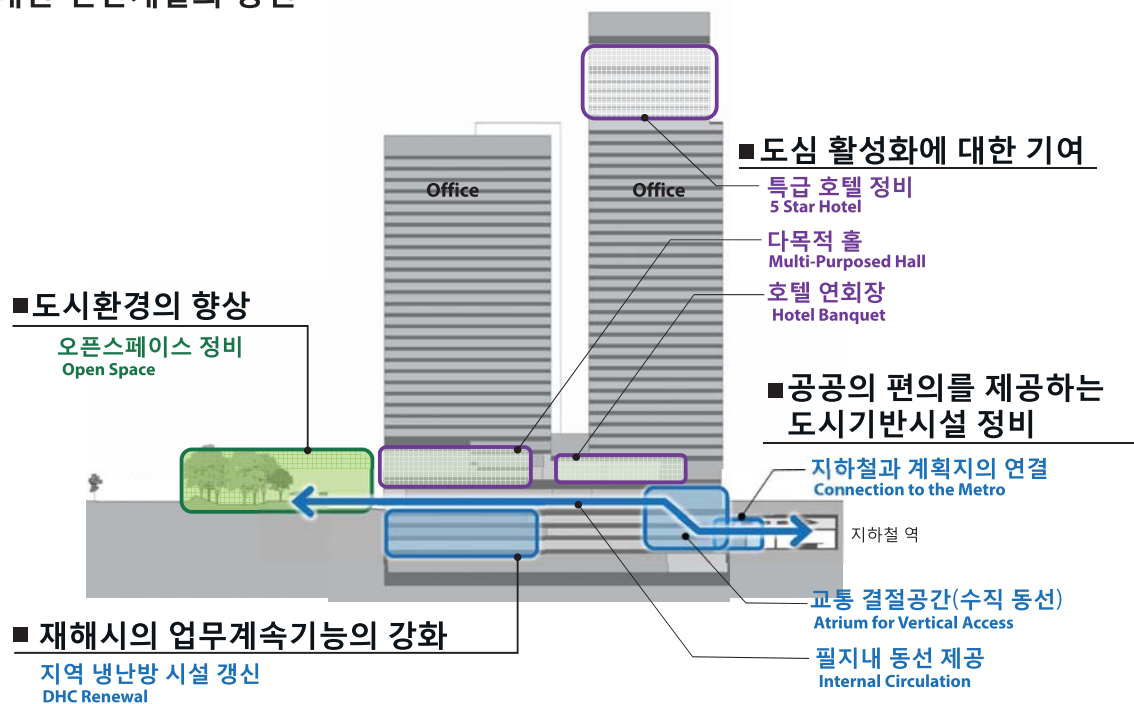 Office
Office
■도심 활성화에 대한 기여
특급 호텔 정비
5 Star Hotel
다목적 홀
Multi-Purposed Hall
호텔 연회장
Hotel Banquet
■도시환경의 향상
오픈스페이스 정비
Open Space
■공공의 편의를 제공하는
도시기반시설 정비
지하철과 계획지의 연결
Connection to the Metro
지하철 역
교통 결절공간(수직 동선)
Atrium for Vertical Access
필지내 동선 제공
Internal Circulation
■ 재해시의 업무계속기능의 강화
지역 냉난방 시설 갱신
DHC Renewal